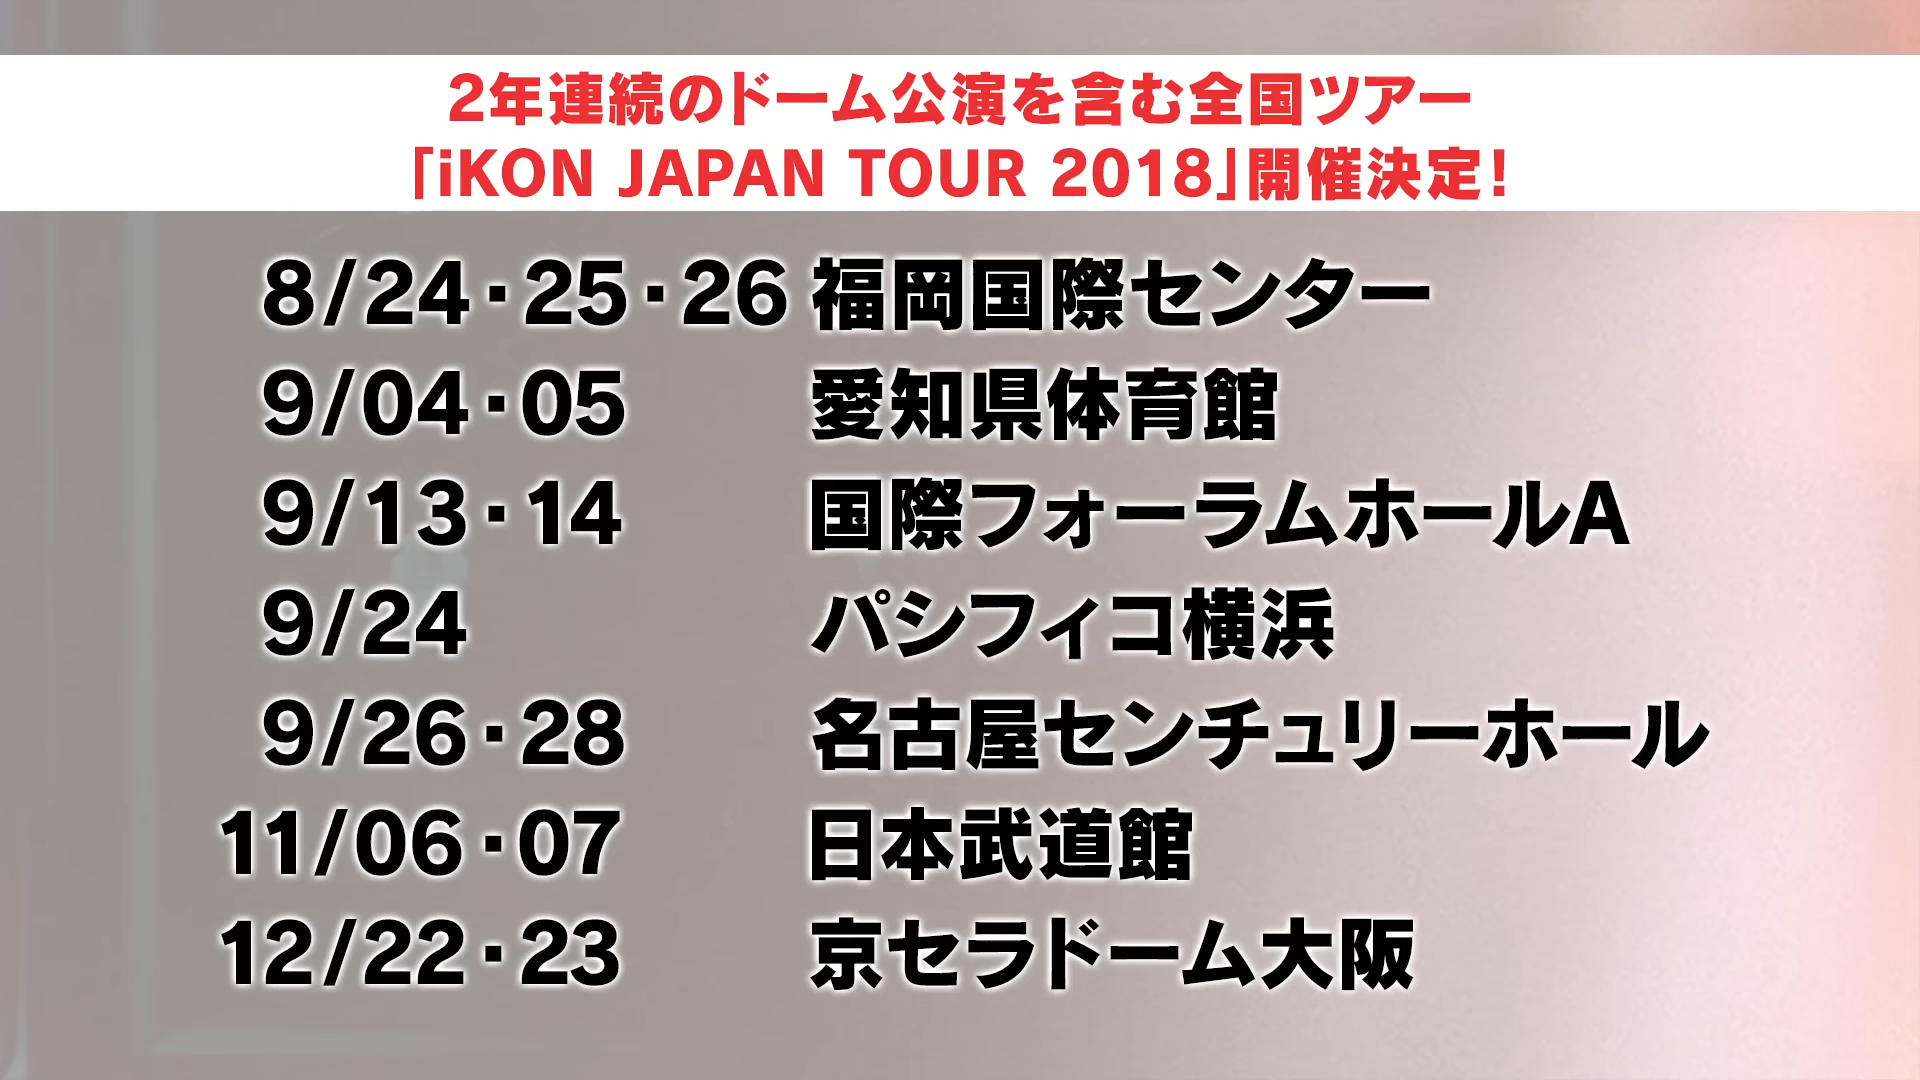 2年連続のドーム公演を含む全国ツアー
「iKON JAPAN TOUR 2018」開催決定!
8/24・25・26 福岡国際センター
9/04・05 愛知県体育館
9/13・14 国際フォーラムホールA
9/24 パシフィコ横浜
9/26・28 名古屋センチュリーホール
11/06・07 日本武道館
12/22・23 京セラドーム大阪